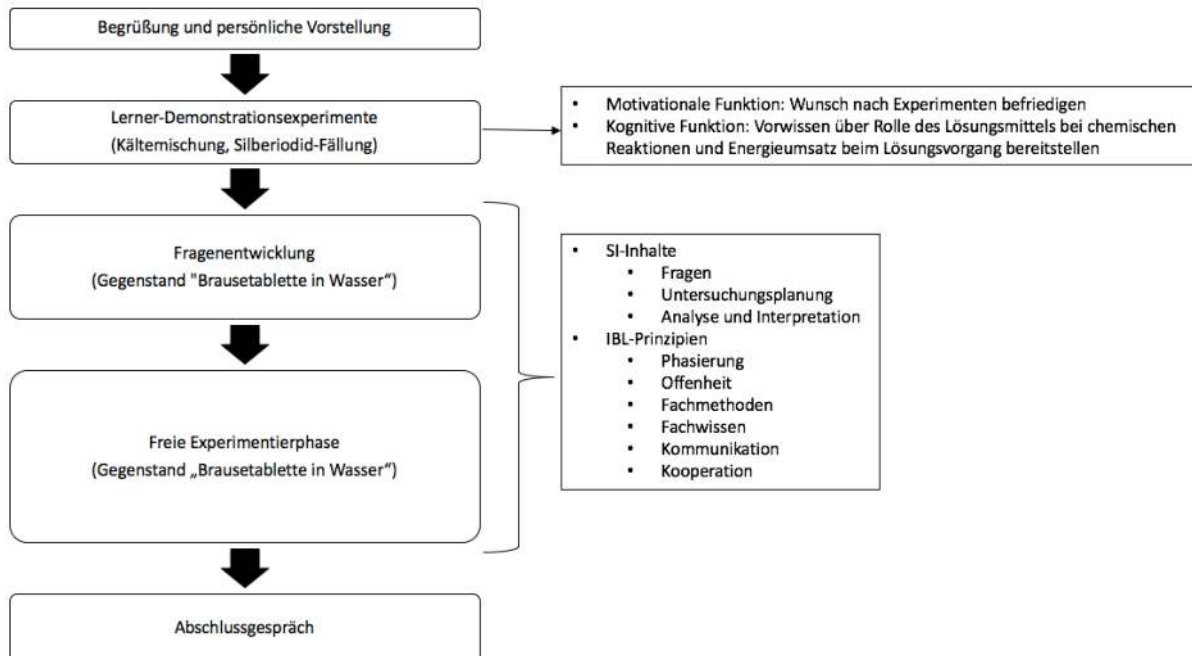 Begrüßung und persönliche Vorstellung
Lerner-Demonstrationsexperimente
(Kältemischung, Silberiodid-Fällung)
• Motivationale Funktion: Wunsch nach Experimenten befriedigen
• Kognitive Funktion: Vorwissen über Rolle des Lösungsmittels bei chemischen
Reaktionen und Energieumsatz beim Lösungsvorgang bereitstellen
Fragenentwicklung
(Gegenstand "Brausetablette in Wasser“)
Freie Experimentierphase
(Gegenstand „Brausetablette in Wasser“)
• SI-Inhalte
• Fragen
• Untersuchungsplanung
• Analyse und Interpretation
• IBL-Prinzipien
• Phasierung
• Offenheit
• Fachmethoden
• Fachwissen
• Kommunikation
• Kooperation
Abschlussgespräch